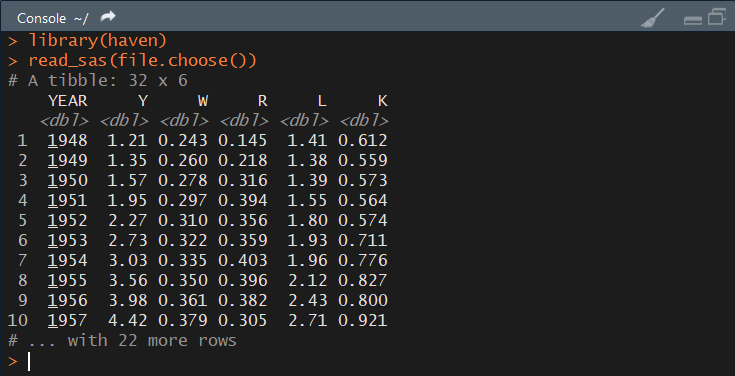 Console ~/
> library(haven)
> read_sas(file.choose())
# A tibble: 32 x 6
YEAR Y W R L K
<dbl> <dbl> <dbl> <dbl> <dbl> <dbl>
1 1948 1.21 0.243 0.145 1.41 0.612
2 1949 1.35 0.260 0.218 1.38 0.559
3 1950 1.57 0.278 0.316 1.39 0.573
4 1951 1.95 0.297 0.394 1.55 0.564
5 1952 2.27 0.310 0.356 1.80 0.574
6 1953 2.73 0.322 0.359 1.93 0.711
7 1954 3.03 0.335 0.403 1.96 0.776
8 1955 3.56 0.350 0.396 2.12 0.827
9 1956 3.98 0.361 0.382 2.43 0.800
10 1957 4.42 0.379 0.305 2.71 0.921
# ... with 22 more rows
>